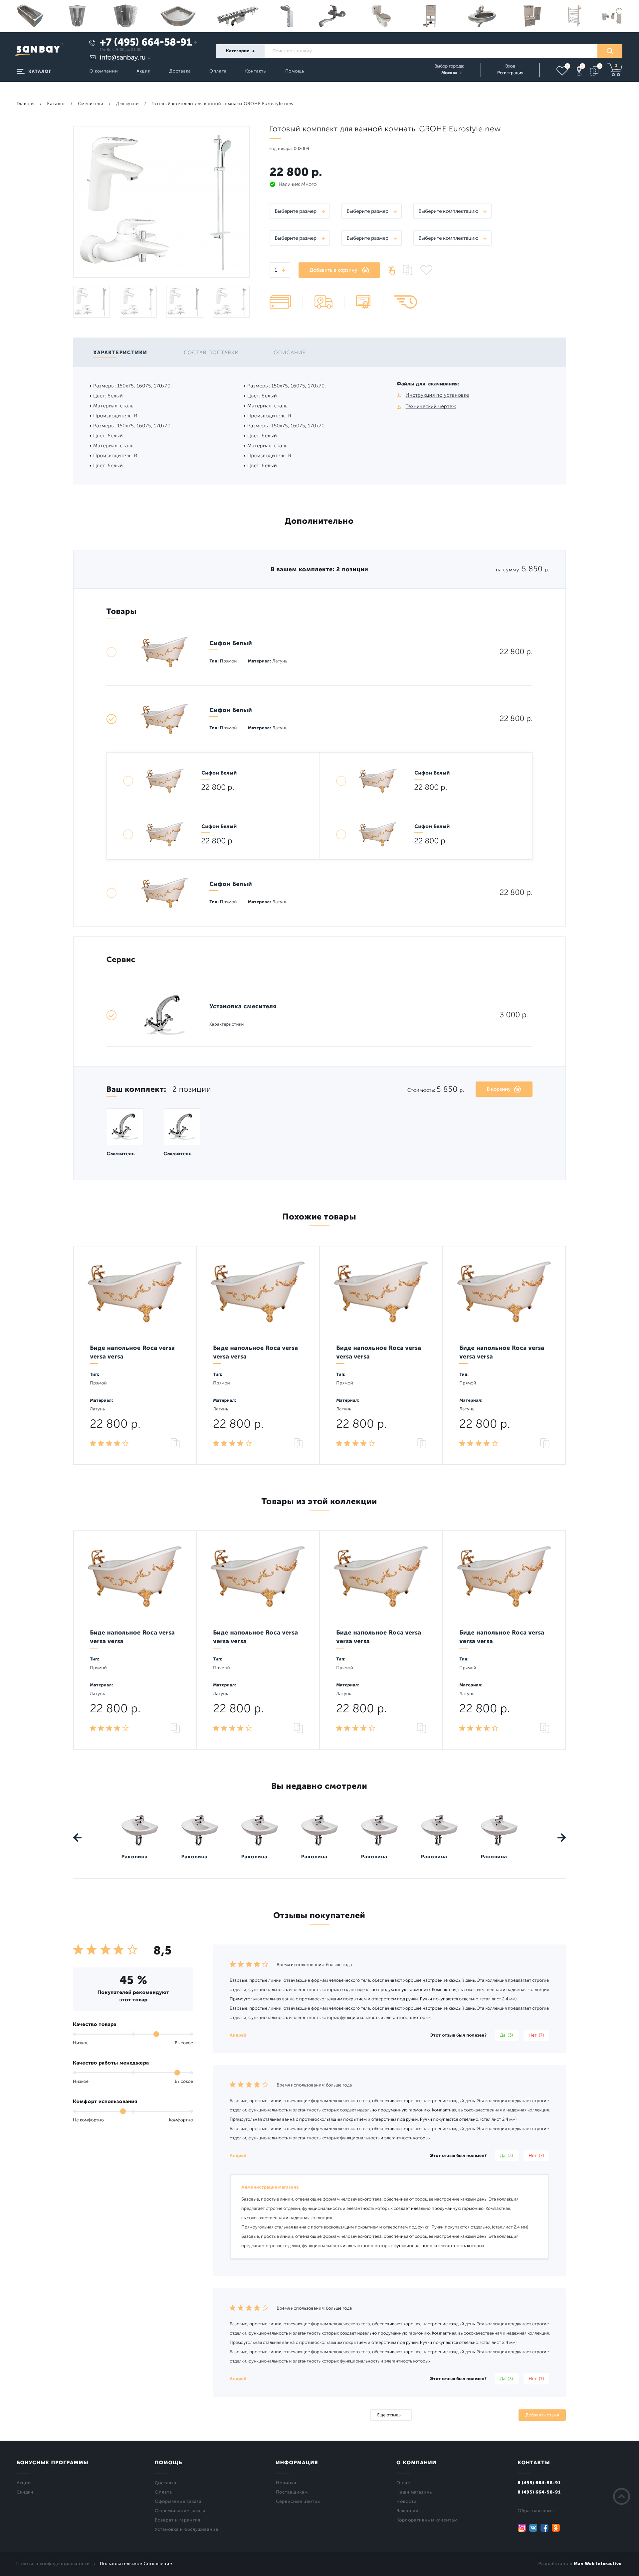 SANBAY
+7 (495) 664-58-91
info@sanbay.ru
Категории
Поиск по каталогу...
Выбор города:
Москва
Вход
Регистрация
КАТАЛОГ
О компании Акции Доставка Оплата Контакты Помощь
Главная / Каталог / Смесители / Для кухни / Готовый комплект для ванной комнаты GROHE Eurostyle new
Готовый комплект для ванной комнаты GROHE Eurostyle new
код товара: 002009
22 800 р.
Наличие: Много
Выберите размер Выберите размер Выберите комплектацию
Выберите размер Выберите размер Выберите комплектацию
1 Добавить в корзину
ХАРАКТЕРИСТИКИ СОСТАВ ПОСТАВКИ ОПИСАНИЕ
• Размеры: 150х75, 16075, 170х70,
• Цвет: белый
• Материал: сталь
• Производитель: R
• Размеры: 150х75, 16075, 170х70,
• Цвет: белый
• Материал: сталь
• Производитель: R
• Цвет: белый
• Размеры: 150х75, 16075, 170х70,
• Цвет: белый
• Материал: сталь
• Производитель: R
• Размеры: 150х75, 16075, 170х70,
• Цвет: белый
• Материал: сталь
• Производитель: R
• Цвет: белый
Файлы для скачивания:
Инструкция по установке
Технический чертеж
Дополнительно
В вашем комплекте: 2 позиции
на сумму: 5 850 р.
Товары
Сифон Белый
Тип: Прямой Материал: Латунь
22 800 р.
Сифон Белый
Тип: Прямой Материал: Латунь
22 800 р.
Сифон Белый
22 800 р.
Сифон Белый
22 800 р.
Сифон Белый
22 800 р.
Сифон Белый
22 800 р.
Сифон Белый
Тип: Прямой Материал: Латунь
22 800 р.
Сервис
Установка смесителя
Характеристики
3 000 р.
Ваш комплект: 2 позиции
Стоимость: 5 850 р.
В корзину
Смеситель Смеситель
Похожие товары
Биде напольное Roca versa
versa versa
Тип:
Прямой
Материал:
Латунь
22 800 р.
Биде напольное Roca versa
versa versa
Тип:
Прямой
Материал:
Латунь
22 800 р.
Биде напольное Roca versa
versa versa
Тип:
Прямой
Материал:
Латунь
22 800 р.
Биде напольное Roca versa
versa versa
Тип:
Прямой
Материал:
Латунь
22 800 р.
Товары из этой коллекции
Биде напольное Roca versa
versa versa
Тип:
Прямой
Материал:
Латунь
22 800 р.
Биде напольное Roca versa
versa versa
Тип:
Прямой
Материал:
Латунь
22 800 р.
Биде напольное Roca versa
versa versa
Тип:
Прямой
Материал:
Латунь
22 800 р.
Биде напольное Roca versa
versa versa
Тип:
Прямой
Материал:
Латунь
22 800 р.
Вы недавно смотрели
Раковина Раковина Раковина Раковина Раковина Раковина Раковина
Отзывы покупателей
8,5
45 %
Покупателей рекомендуют
этот товар
Качество товара
Низкое Высокое
Качество работы менеджера
Низкое Высокое
Комфорт использования
Не комфортно Комфортно
Время использования: больше года
Базовые, простые линии, отвечающие формам человеческого тела, обеспечивают хорошее настроение каждый день. Эта коллекция предлагает строгие
отделки, функциональность и элегантность которых создают идеально продуманную гармонию. Компактная, высококачественная и надежная коллекция.
Прямоугольная стальная ванна с противоскользящим покрытием и отверстием под ручки. Ручки покупаются отдельно. (стал.лист 2.4 мм)
Базовые, простые линии, отвечающие формам человеческого тела, обеспечивают хорошее настроение каждый день. Эта коллекция предлагает строгие
отделки, функциональность и элегантность которых функциональность и элегантность которых
Андрей
Этот отзыв был полезен? Да (3) Нет (7)
Время использования: больше года
Базовые, простые линии, отвечающие формам человеческого тела, обеспечивают хорошее настроение каждый день. Эта коллекция предлагает строгие
отделки, функциональность и элегантность которых создают идеально продуманную гармонию. Компактная, высококачественная и надежная коллекция.
Прямоугольная стальная ванна с противоскользящим покрытием и отверстием под ручки. Ручки покупаются отдельно. (стал.лист 2.4 мм)
Базовые, простые линии, отвечающие формам человеческого тела, обеспечивают хорошее настроение каждый день. Эта коллекция предлагает строгие
отделки, функциональность и элегантность которых функциональность и элегантность которых
Андрей
Этот отзыв был полезен? Да (3) Нет (7)
Администрация магазина
Базовые, простые линии, отвечающие формам человеческого тела, обеспечивают хорошее настроение каждый день. Эта коллекция
предлагает строгие отделки, функциональность и элегантность которых создают идеально продуманную гармонию. Компактная,
высококачественная и надежная коллекция.
Прямоугольная стальная ванна с противоскользящим покрытием и отверстием под ручки. Ручки покупаются отдельно. (стал.лист 2.4 мм)
Базовые, простые линии, отвечающие формам человеческого тела, обеспечивают хорошее настроение каждый день. Эта коллекция
предлагает строгие отделки, функциональность и элегантность которых функциональность и элегантность которых
Время использования: больше года
Базовые, простые линии, отвечающие формам человеческого тела, обеспечивают хорошее настроение каждый день. Эта коллекция предлагает строгие
отделки, функциональность и элегантность которых создают идеально продуманную гармонию. Компактная, высококачественная и надежная коллекция.
Прямоугольная стальная ванна с противоскользящим покрытием и отверстием под ручки. Ручки покупаются отдельно. (стал.лист 2.4 мм)
Базовые, простые линии, отвечающие формам человеческого тела, обеспечивают хорошее настроение каждый день. Эта коллекция предлагает строгие
отделки, функциональность и элегантность которых функциональность и элегантность которых
Андрей
Этот отзыв был полезен? Да (3) Нет (7)
Еще отзывы...
Добавить отзыв
БОНУСНЫЕ ПРОГРАММЫ
Акции
Скидки
ПОМОЩЬ
Доставка
Оплата
Оформление заказа
Отслеживание заказа
Возврат и гарантия
Установка и обслуживание
ИНФОРМАЦИЯ
Новинки
Поставщикам
Сервисные центры
О КОМПАНИИ
О нас
Наши магазины
Новости
Вакансии
Корпоративным клиентам
КОНТАКТЫ
8 (495) 664-58-91
8 (495) 664-58-91
Обратная связь
Политика конфиденциальности / Пользовательское Соглашение
Разработано в Man Web Interactive